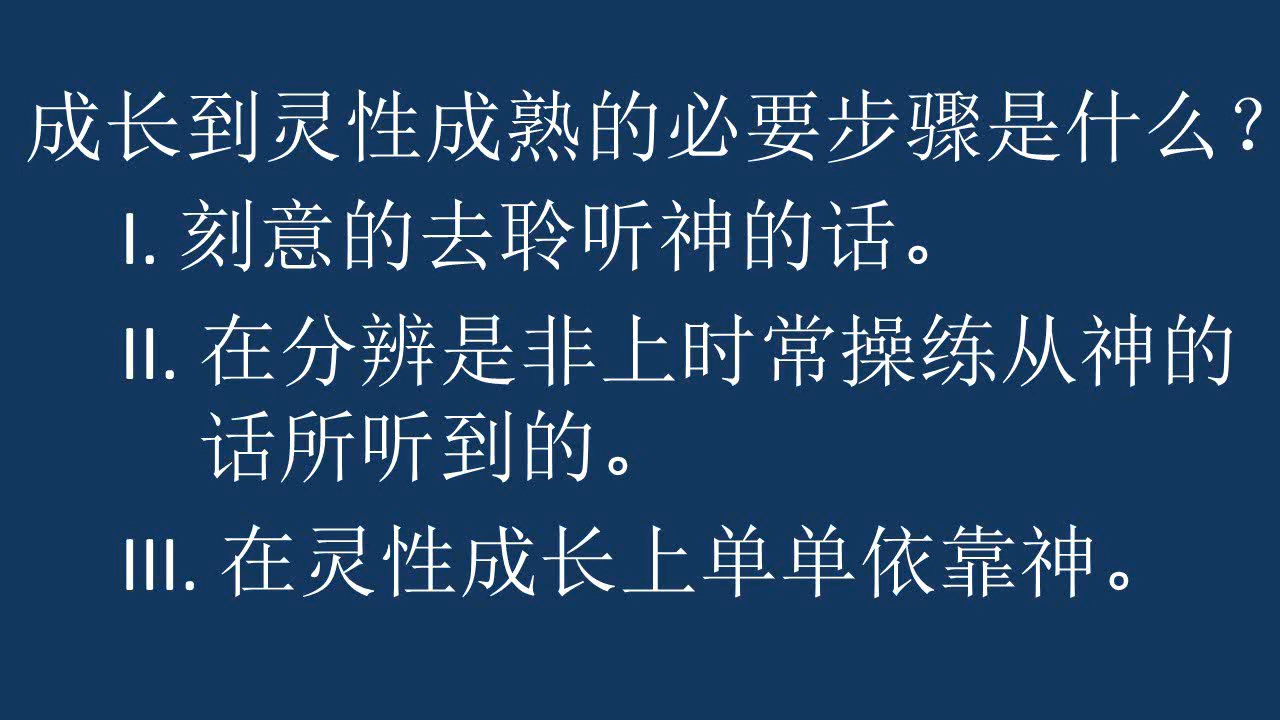 成长到灵性成熟的必要步骤是什么？
I. 刻意的去聆听神的话。
II. 在分辨是非上时常操练从神的
话所听到的。
III. 在灵性成长上单单依靠神。